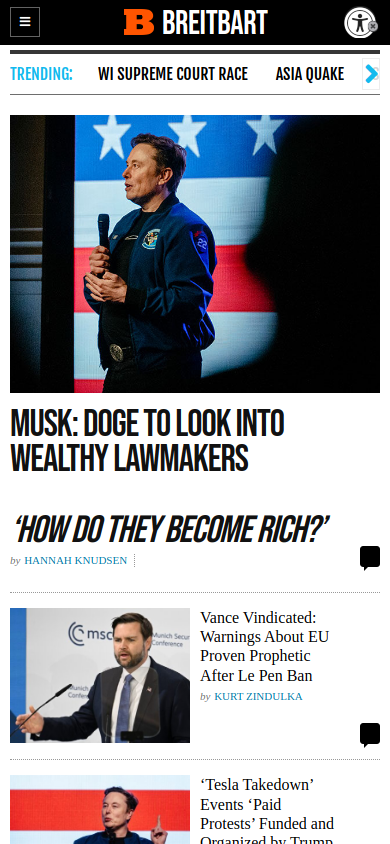 BREITBART
TRENDING:
WI SUPREME COURT RACE
ASIA QUAKE
MUSK: DOGE TO LOOK INTO
WEALTHY LAWMAKERS
‘HOW DO THEY BECOME RICH?’
by HANNAH KNUDSEN
msc
Munich Secur
Conference
Vance Vindicated:
Warnings About EU
Proven Prophetic
After Le Pen Ban
by KURT ZINDULKA
‘Tesla Takedown’
Events ‘Paid
Protests’ Funded and
Organized by Trump